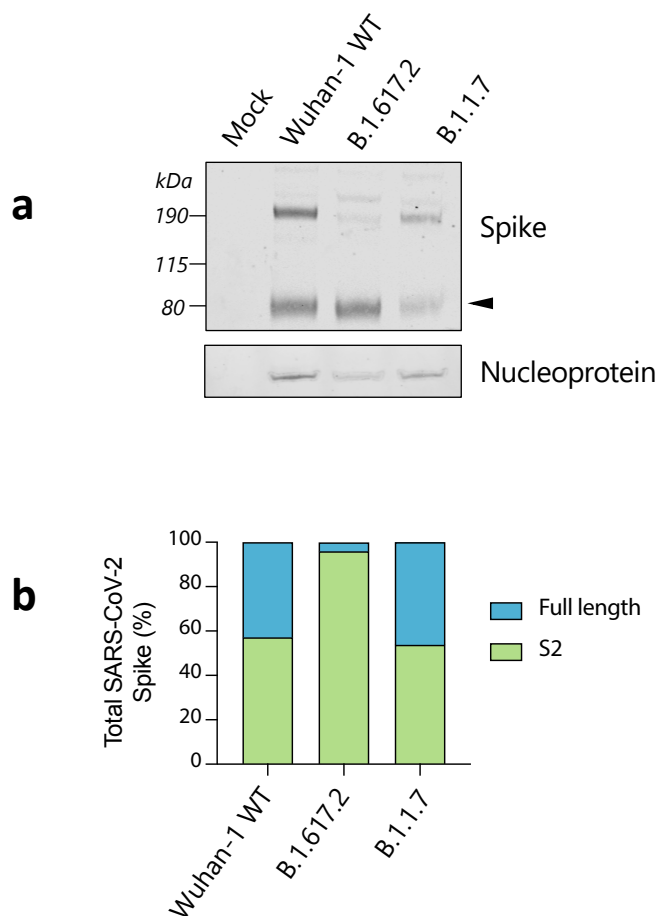 a
Mock
Wuhan-1 WT
B.1.617.2
B.1.1.7
kDa
190
115
80
Spike
Nucleoprotein
b
Total SARS-CoV-2
Spike (%)
100
80
60
40
20
0
Wuhan-1 WT
B.1.617.2
B.1.1.7
Full length
S2